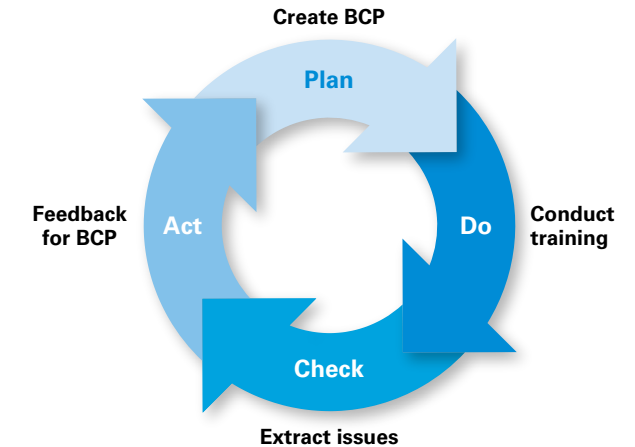 Create BCP
Plan
Do
Conduct
training
Check
Extract issues
Act
Feedback
for BCP